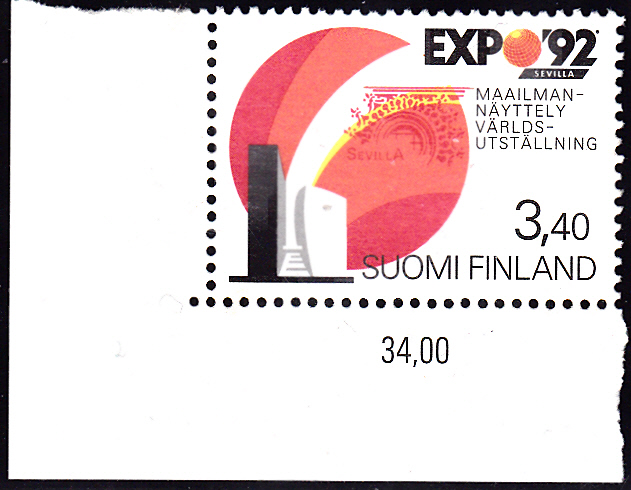 EXPO'92
SEVILLA
MAAILMAN-
NÄYTTELY
VÄRLDS-
UTSTÄLLNING
SEVILLA
3,40
SUOMI FINLAND
34,00